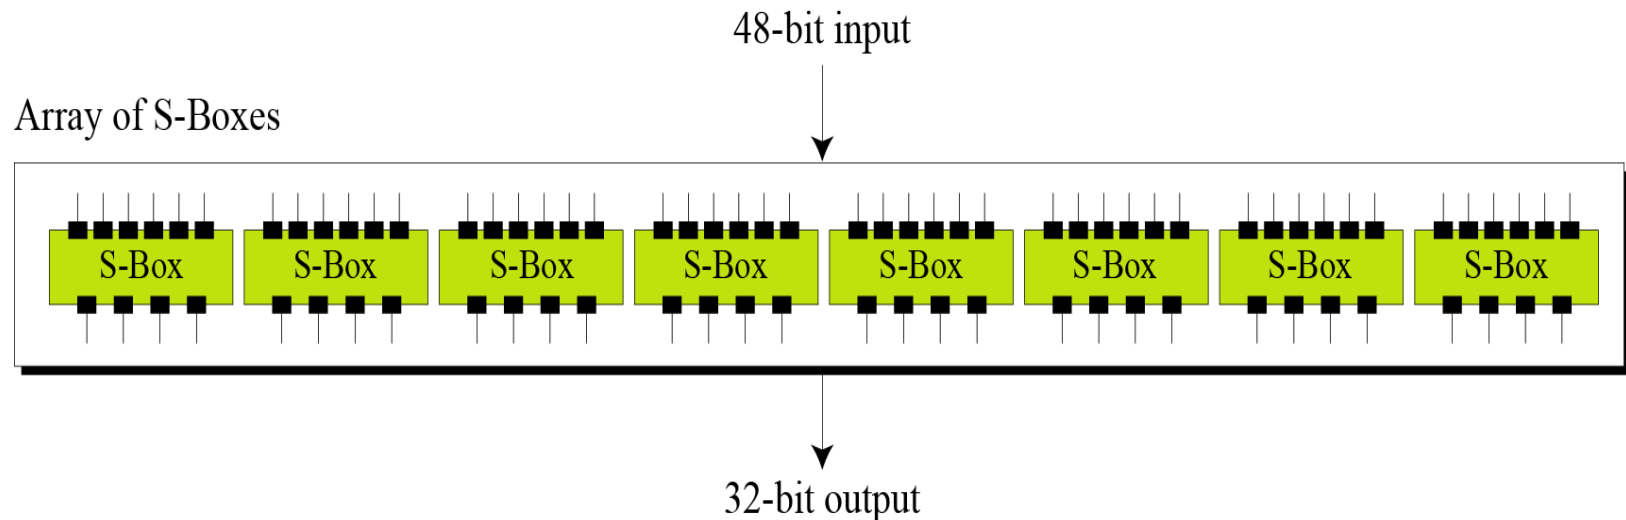 48-bit input
Array of S-Boxes
S-Box S-Box S-Box S-Box S-Box S-Box S-Box S-Box
32-bit output